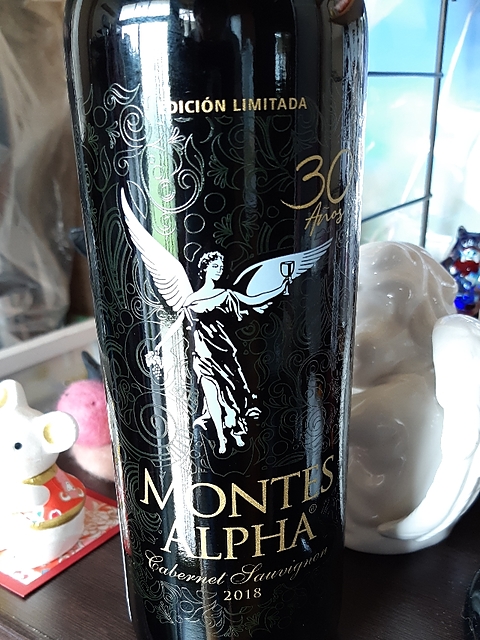 EDICIÓN LIMITADA
30
Años
MONTES
ALPHA®
Cabernet Sauvignon
2018